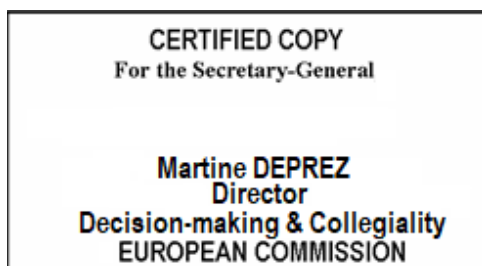 CERTIFIED COPY
For the Secretary-General
Martine DEPREZ
Director
Decision-making & Collegiality
EUROPEAN COMMISSION